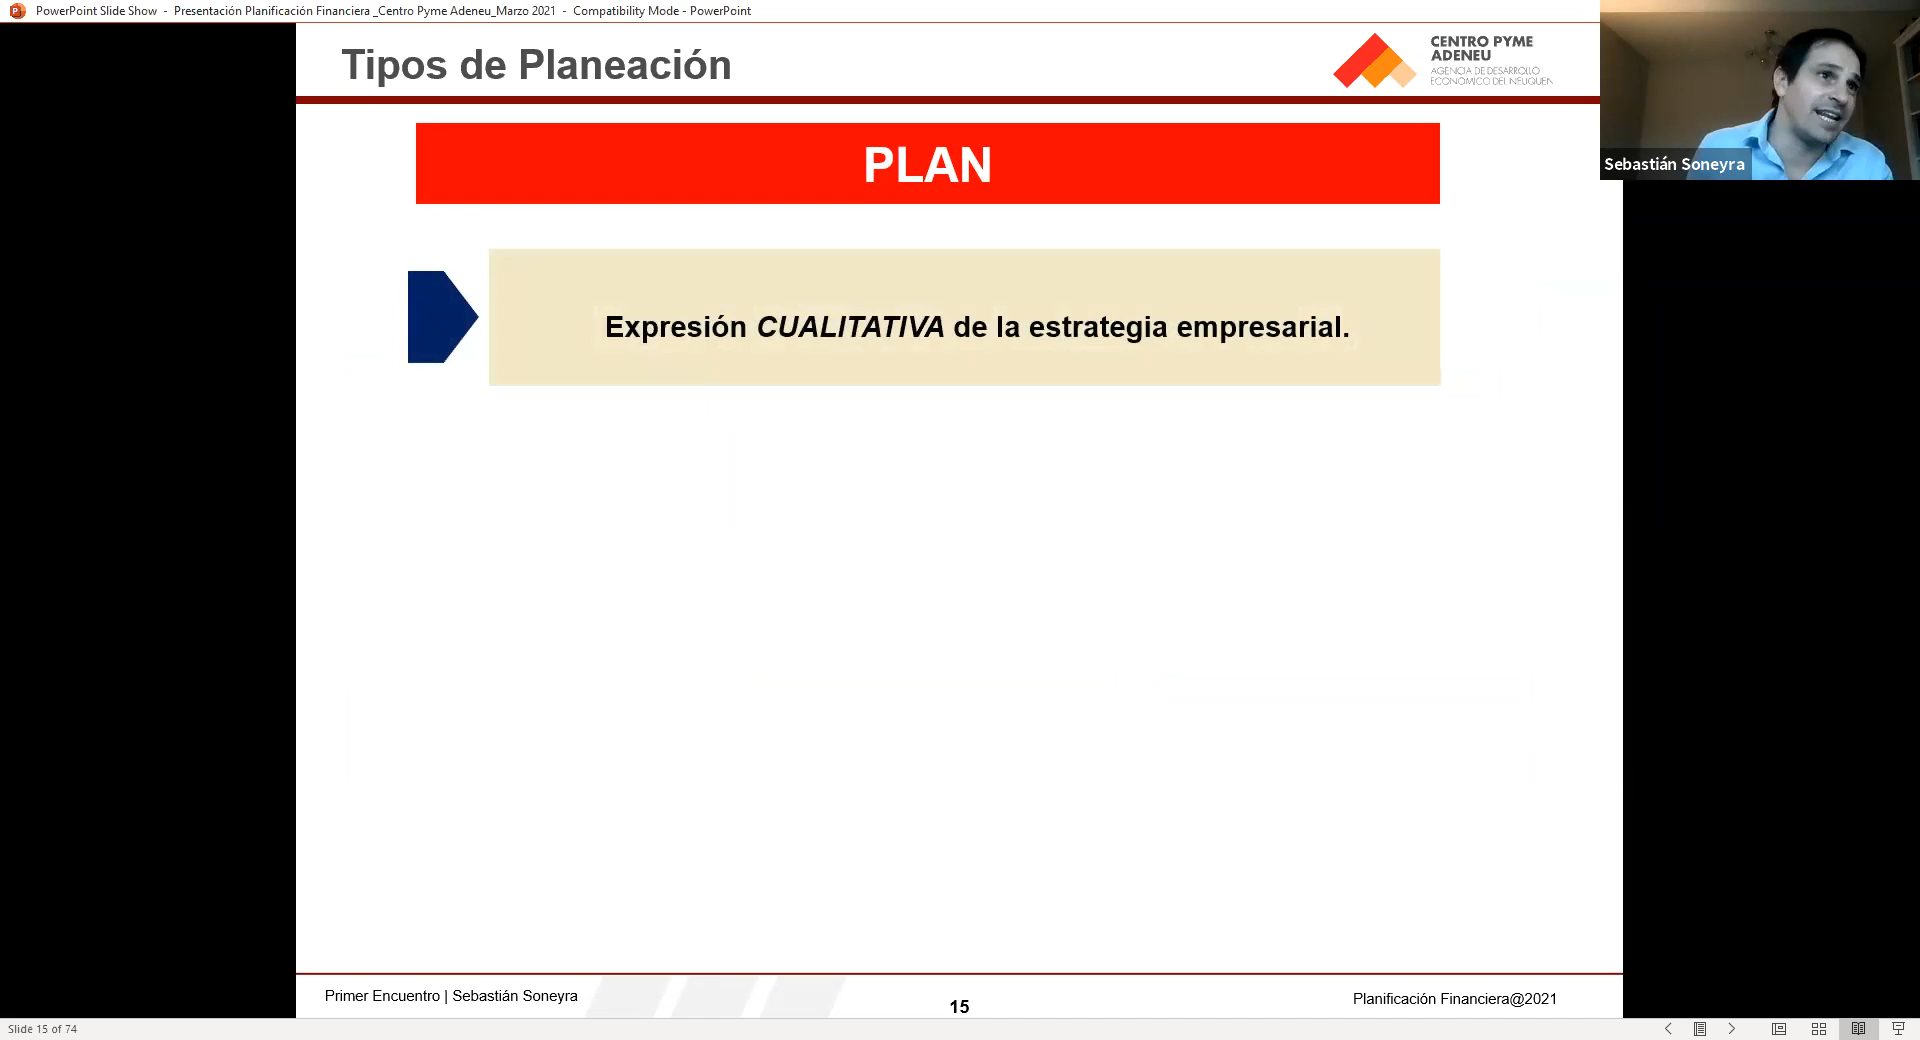 PowerPoint Slide Show - Presentación Planificación Financiera _Centro Pyme Adeneu_Marzo 2021 - Compatibility Mode - PowerPoint
Tipos de Planeación
CENTRO PYME
ADENEU
AGENCIA DE DESARROLLO
ECONOMICO DEL NEUQUEN
Sebastián Soneyra
PLAN
Expresión CUALITATIVA de la estrategia empresarial.
Primer Encuentro | Sebastián Soneyra
15
Planificación Financiera@2021
Slide 15 of 74